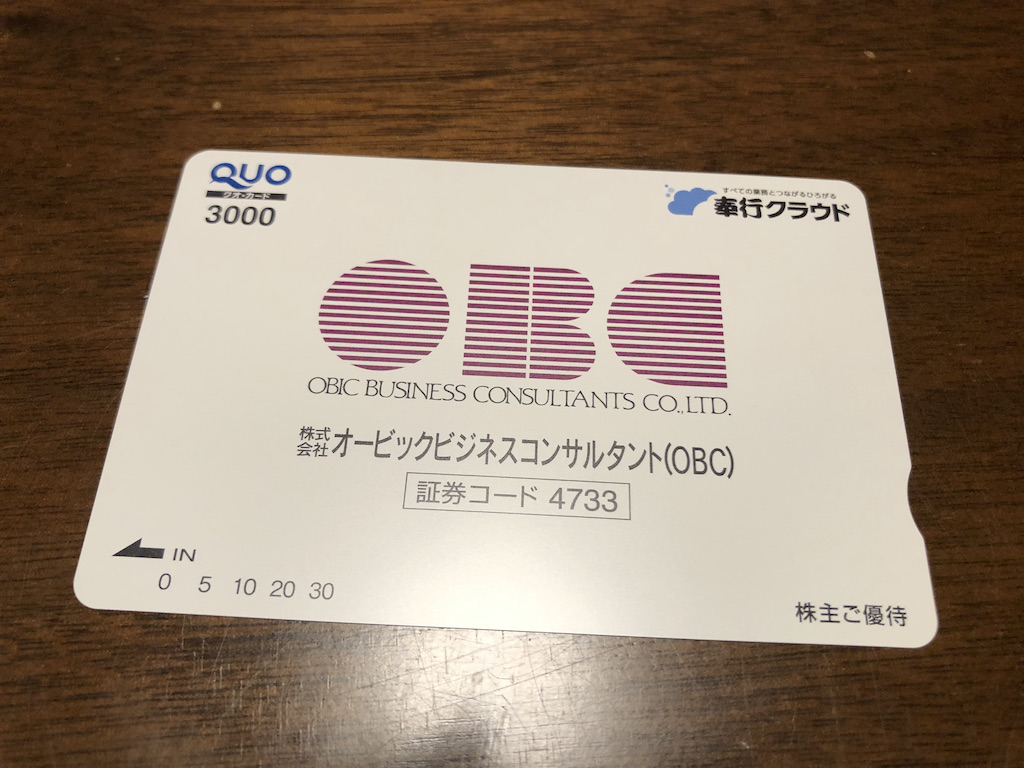 QUO
クオ・カード
3000
すべての業務とつながるひろがる
奉行クラウド
OBC
OBIC BUSINESS CONSULTANTS CO.,LTD.
株式会社オービックビジネスコンサルタント(OBC)
証券コード 4733
IN
0 5 10 20 30
株主ご優待